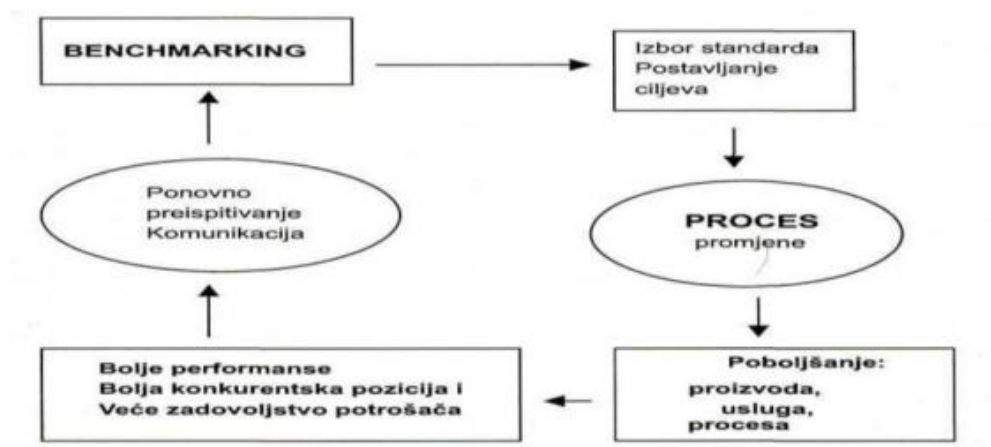 BENCHMARKING
Izbor standarda
Postavljanje
ciljeva
Ponovno
preispitivanje
Komunikacija
PROCES
promjene
Bolje performanse
Bolja konkurentska pozicija i
Veće zadovoljstvo potrošača
Poboljšanje:
proizvoda,
usluga,
procesa